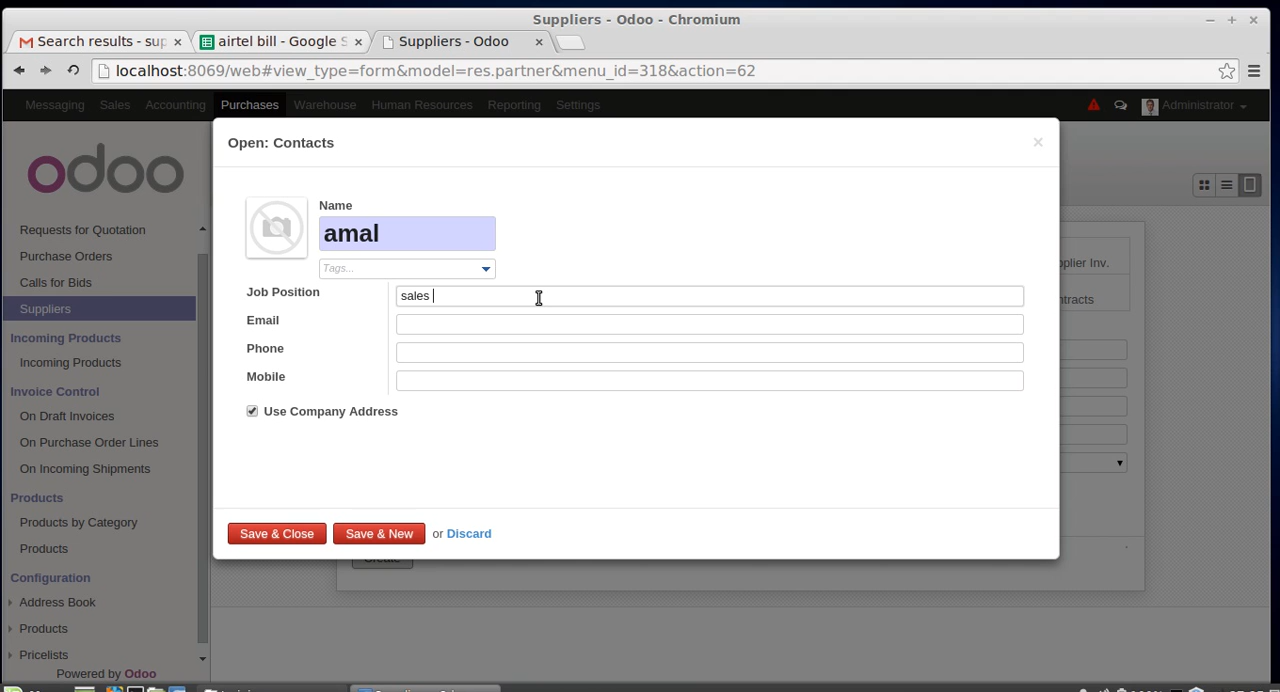 Suppliers - Odoo - Chromium
Search results - sup
airtel bill - Google S
Suppliers - Odoo
localhost:8069/web#view_type=form&model=res.partner&menu_id=318&action=62
Messaging Sales Accounting Purchases Warehouse Human Resources Reporting Settings Administrator
odoo
Requests for Quotation
Purchase Orders
Calls for Bids
Suppliers
Incoming Products
Incoming Products
Invoice Control
On Draft Invoices
On Purchase Order Lines
On Incoming Shipments
Products
Products by Category
Products
Configuration
Address Book
Products
Pricelists
Powered by Odoo
Open: Contacts
×
Name
amal
Tags...
Job Position
sales
Email
Phone
Mobile
Use Company Address
Save & Close
Save & New
or Discard
plier Inv.
ntracts